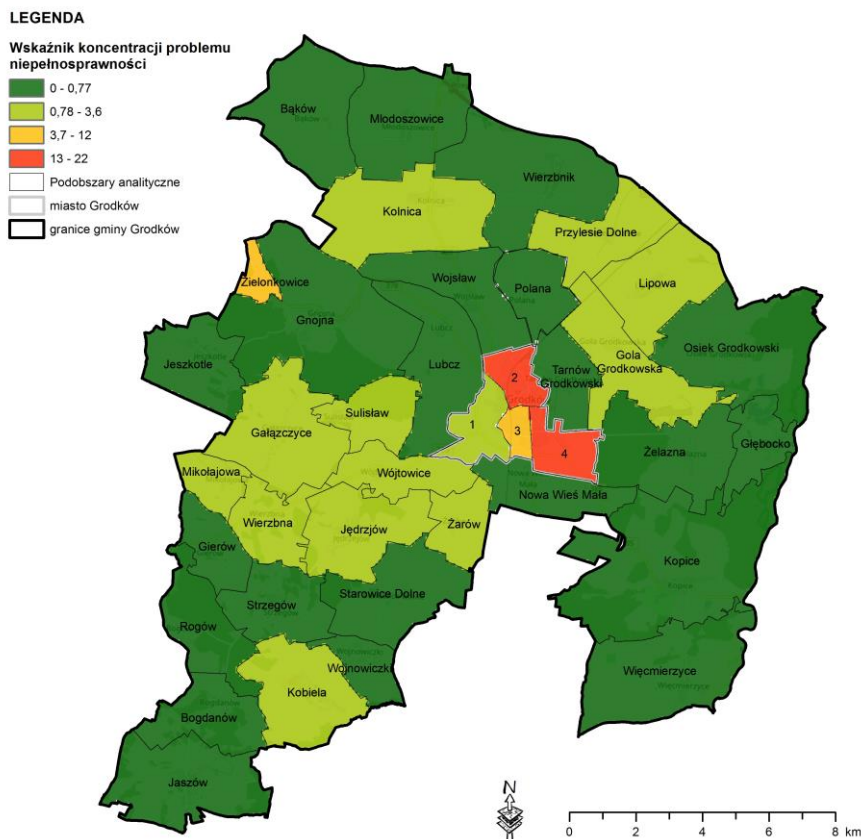 LEGENDA
Wskaźnik koncentracji problemu
niepełnosprawności
0 - 0,77
0,78 - 3,6
3,7 - 12
13 - 22
Podobszary analityczne
miasto Grodków
granice gminy Grodków
Bąków
Młodoszowice
Wierzbnik
Kolnica
Przylesie Dolne
Zielonkowice
Wojsław
Polana
Lipowa
Gnojna
Jeszkotle
Lubcz
Tarnów
Grodkowski
Gola
Grodkowska
Osiek Grodkowski
2
Sulisław
1
3
4
Gałązczyce
Żelazna
Głębocko
Mikołajowa
Wójtowice
Nowa Wieś Mała
Wierzbna
Jędrzjów
Żarów
Gierów
Kopice
Strzegów
Starowice Dolne
Rogów
Kobiela
Wojnowiczki
Więcmierzyce
Bogdanów
Jaszów
N
0 2 4 6 8 km